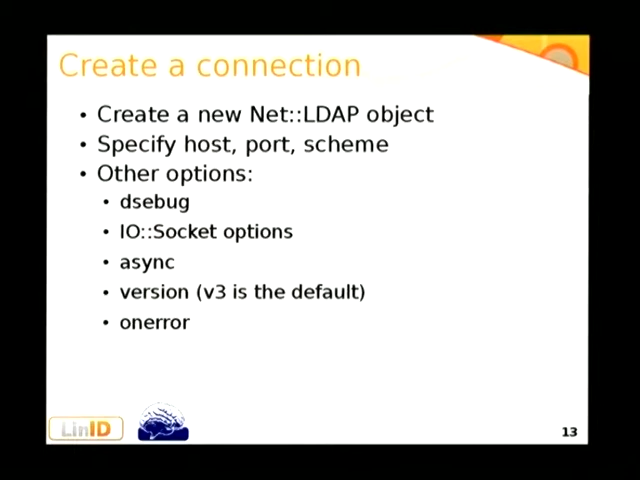 Create a connection
• Create a new Net::LDAP object
• Specify host, port, scheme
• Other options:
• dsebug
• IO::Socket options
• async
• version (v3 is the default)
• onerror
LinID
13